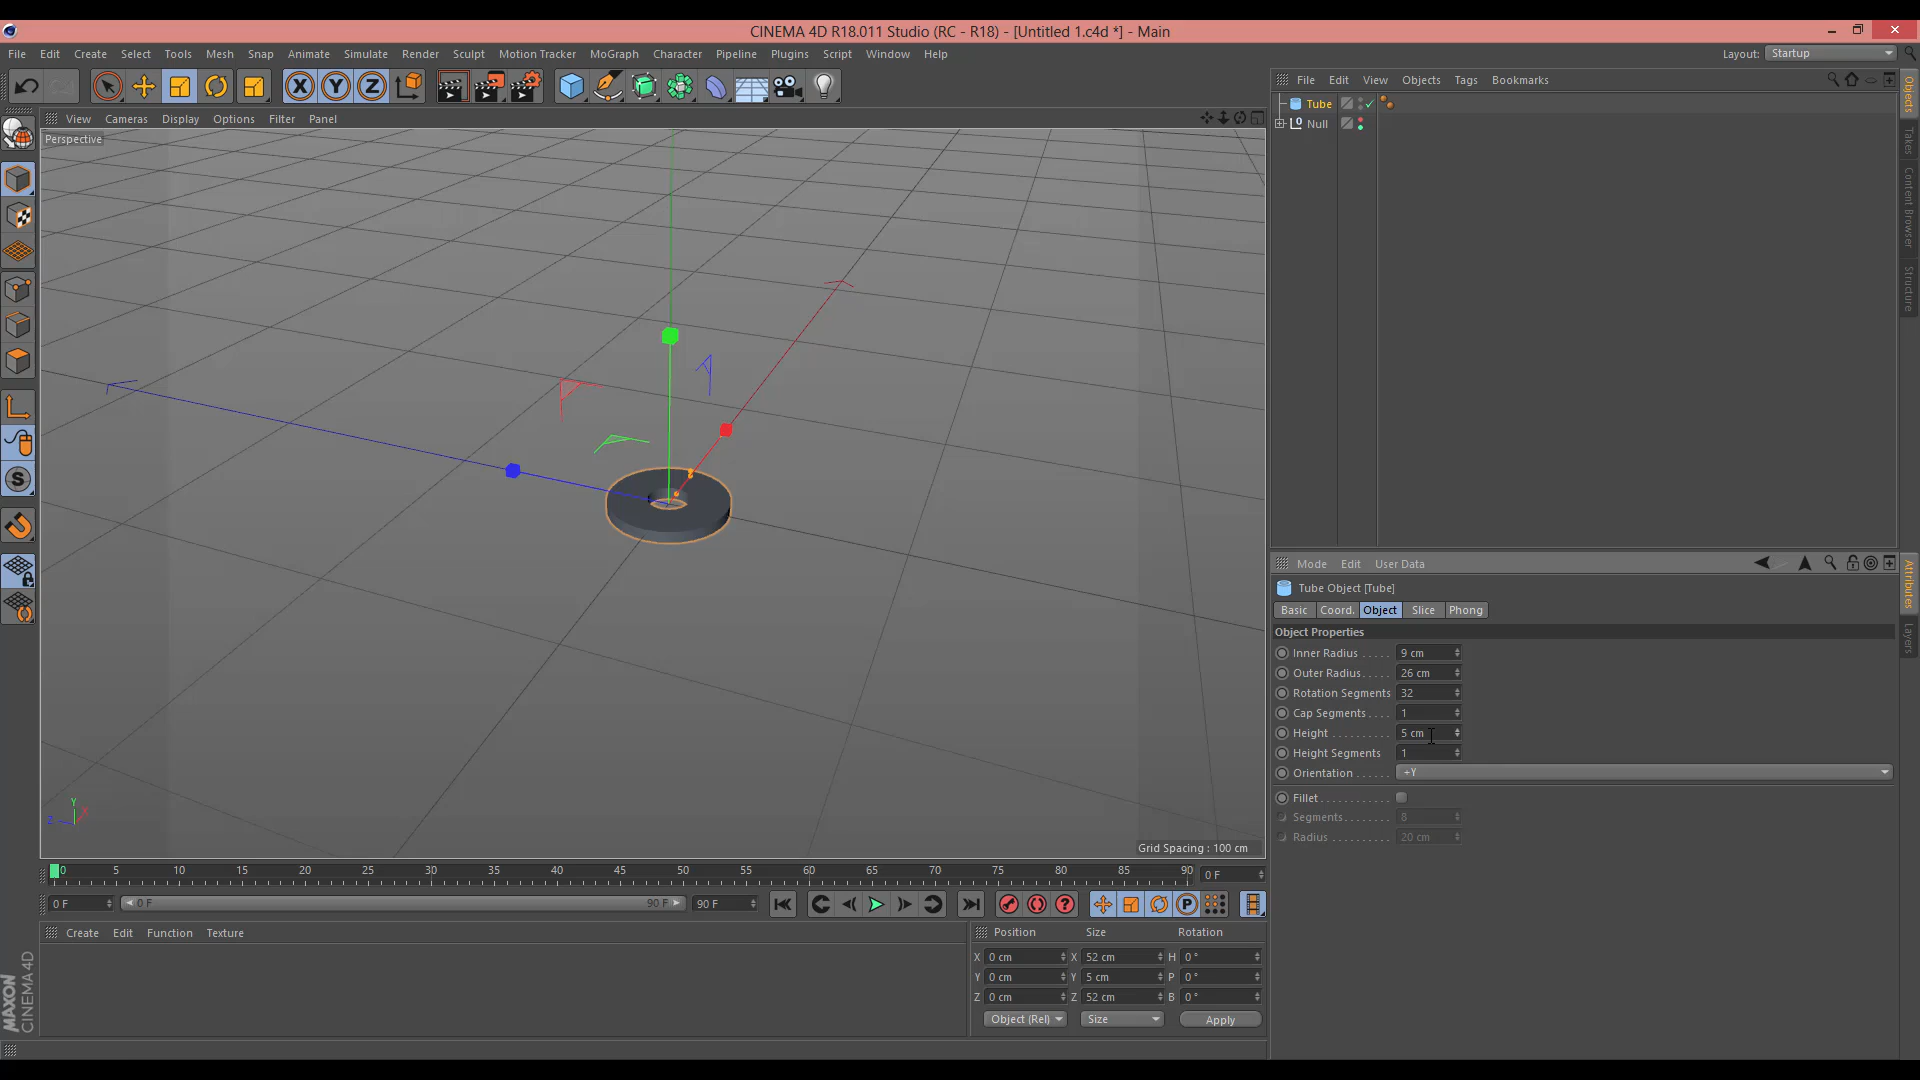 CINEMA 4D R18.011 Studio (RC - R18) - [Untitled 1.c4d *] - Main
File Edit Create Select Tools Mesh Snap Animate Simulate Render Sculpt Motion Tracker MoGraph Character Pipeline Plugins Script Window Help
Layout: Startup
X Y Z
View Cameras Display Options Filter Panel
Perspective
Y
X
Z
Grid Spacing : 100 cm
File Edit View Objects Tags Bookmarks
Tube
Null
Objects
Takes
Content Browser
Structure
Mode Edit User Data
Tube Object [Tube]
Basic Coord. Object Slice Phong
Object Properties
Inner Radius . . . . . 9 cm
Outer Radius . . . . . 26 cm
Rotation Segments 32
Cap Segments . . . . 1
Height . . . . . . . . . . 5 cm
Height Segments 1
Orientation . . . . . . +Y
Fillet . . . . . . . . . . .
Segments . . . . . . . . 8
Radius . . . . . . . . . . 20 cm
Attributes
Layers
0 5 10 15 20 25 30 35 40 45 50 55 60 65 70 75 80 85 90 0 F
0 F 0 F 90 F 90 F
Create Edit Function Texture
Position Size Rotation
X 0 cm X 52 cm H 0 °
Y 0 cm Y 5 cm P 0 °
Z 0 cm Z 52 cm B 0 °
Object (Rel) Size Apply
MAXON
CINEMA 4D